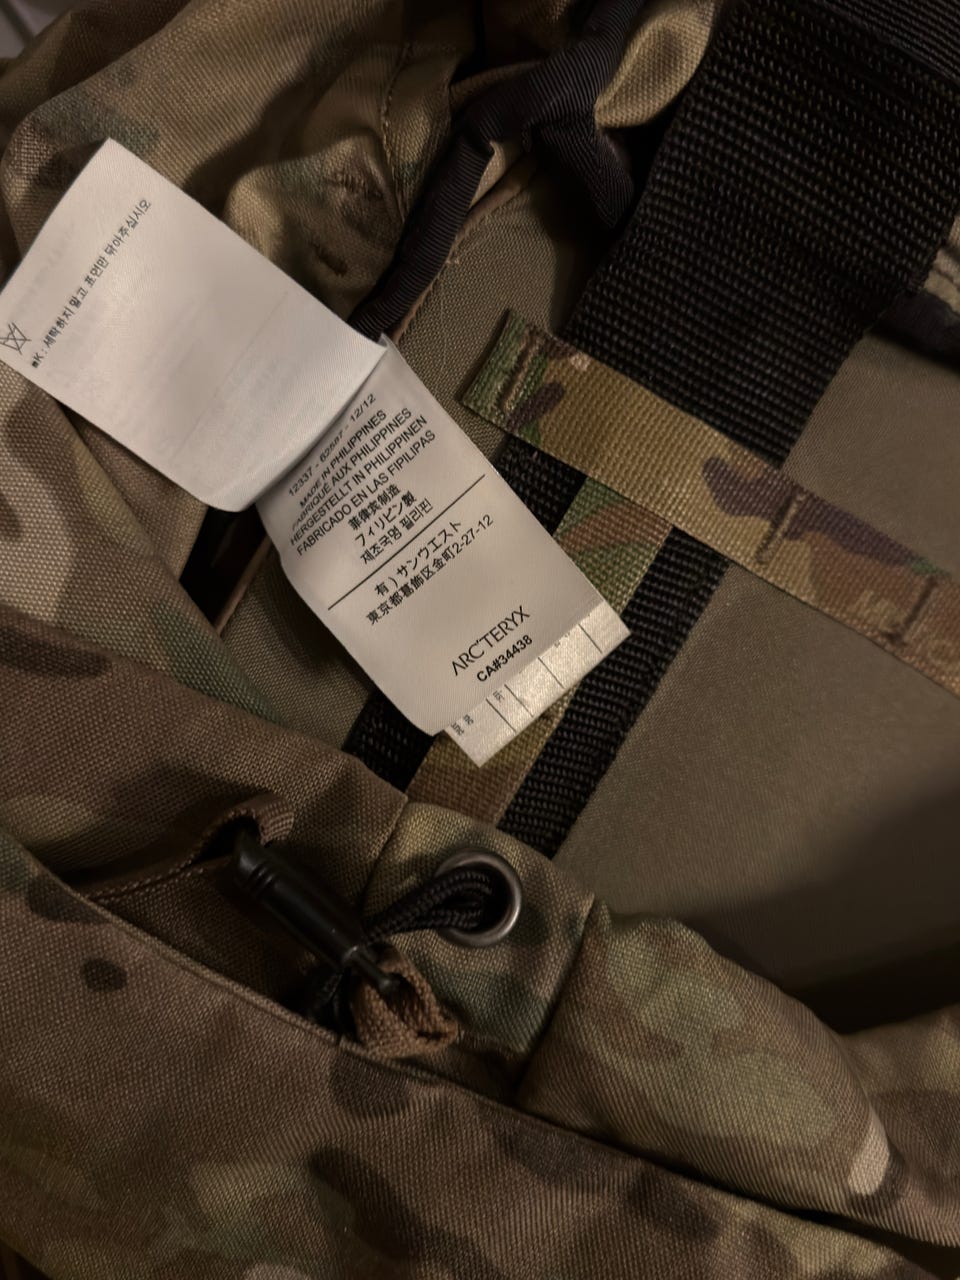 ■K : 세탁하지 말고 표면만 닦아주십시오
12337 - 62587 - 12/12
MADE IN PHILIPPINES
FABRIQUÉ AUX PHILIPPINES
HERGESTELLT IN PHILIPPINEN
FABRICADO EN LAS FIPILIPAS
菲律宾制造
フィリピン製
제조국명 필리핀
有 ) サンウエスト
東京都葛飾区金町2-27-12
ARC'TERYX
CA#34438